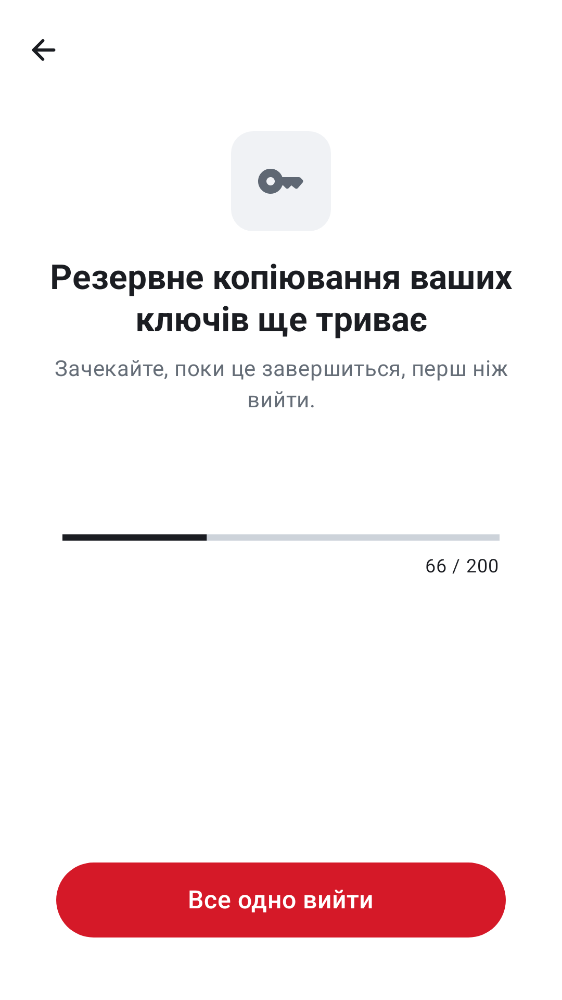 Резервне копіювання ваших
ключів ще триває
Зачекайте, поки це завершиться, перш ніж
вийти.
66 / 200
Все одно вийти